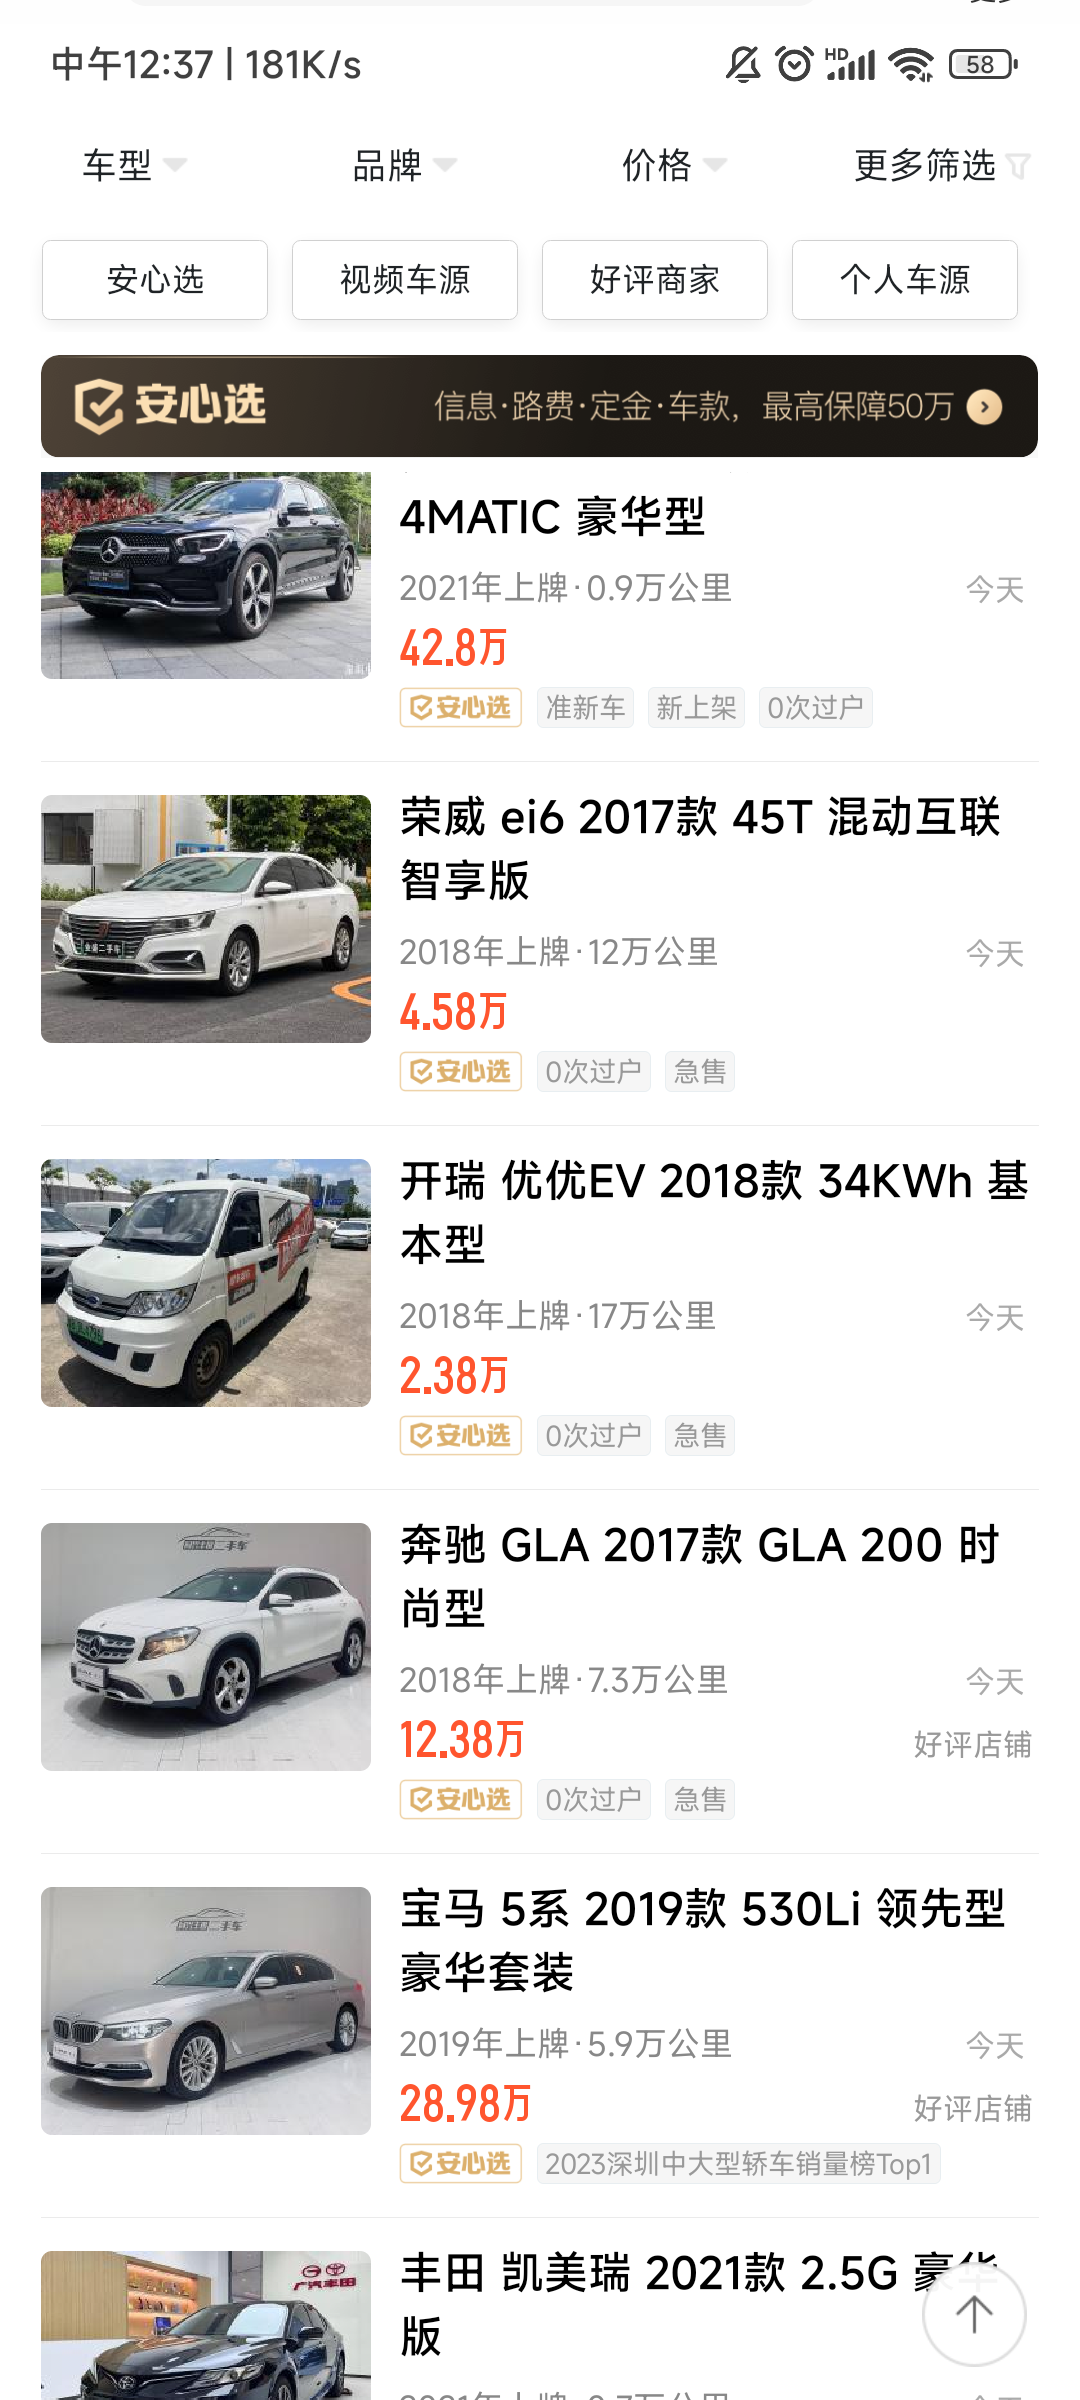 中午12:37 | 181K/s
HD
58
车型
品牌
价格
更多筛选
安心选
视频车源
好评商家
个人车源
安心选
信息·路费·定金·车款，最高保障50万
4MATIC 豪华型
2021年上牌·0.9万公里
今天
42.8万
安心选
准新车
新上架
0次过户
荣威 ei6 2017款 45T 混动互联
智享版
2018年上牌·12万公里
今天
4.58万
安心选
0次过户
急售
开瑞 优优EV 2018款 34KWh 基
本型
2018年上牌·17万公里
今天
2.38万
安心选
0次过户
急售
奔驰 GLA 2017款 GLA 200 时
尚型
2018年上牌·7.3万公里
今天
12.38万
好评店铺
安心选
0次过户
急售
宝马 5系 2019款 530Li 领先型
豪华套装
2019年上牌·5.9万公里
今天
28.98万
好评店铺
安心选
2023深圳中大型轿车销量榜Top1
广汽丰田
丰田 凯美瑞 2021款 2.5G 豪华
版